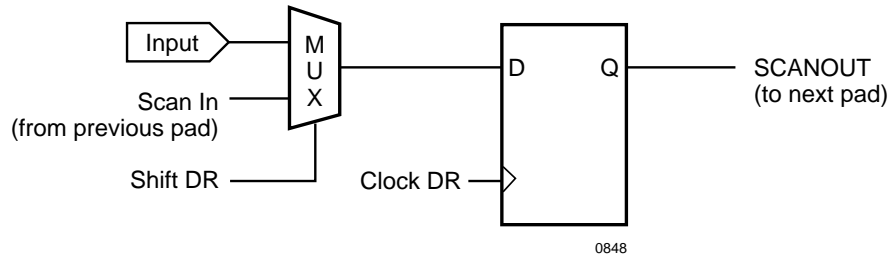 Input
M
U
X
Scan In
(from previous pad)
Shift DR
Clock DR
D
Q
SCANOUT
(to next pad)
0848